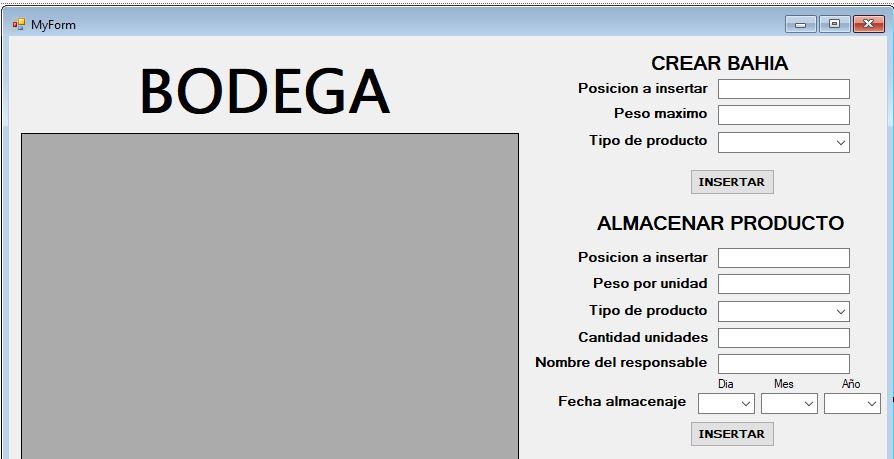 MyForm
BODEGA
CREAR BAHIA
Posicion a insertar
Peso maximo
Tipo de producto
INSERTAR
ALMACENAR PRODUCTO
Posicion a insertar
Peso por unidad
Tipo de producto
Cantidad unidades
Nombre del responsable
Dia Mes Año
Fecha almacenaje
INSERTAR